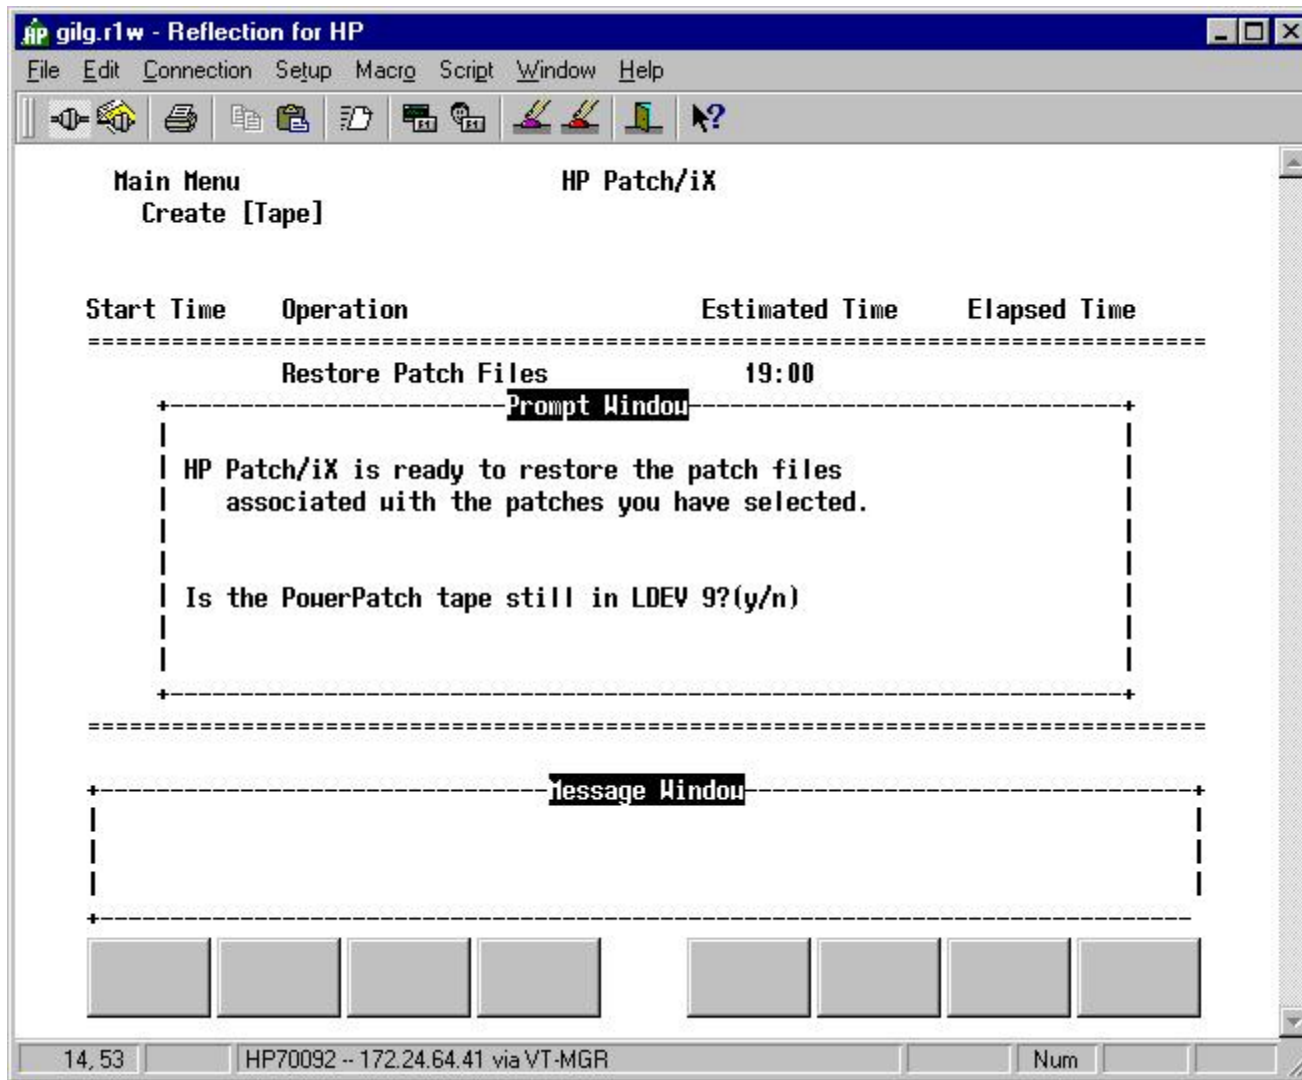 gilg.r1w - Reflection for HP
File Edit Connection Setup Macro Script Window Help
Main Menu HP Patch/iX
Create [Tape]
Start Time Operation Estimated Time Elapsed Time
================================================================================
Restore Patch Files 19:00
Prompt Window
HP Patch/iX is ready to restore the patch files
associated with the patches you have selected.
Is the PowerPatch tape still in LDEV 9?(y/n)
================================================================================
Message Window
14, 53 HP70092 -- 172.24.64.41 via VT-MGR Num